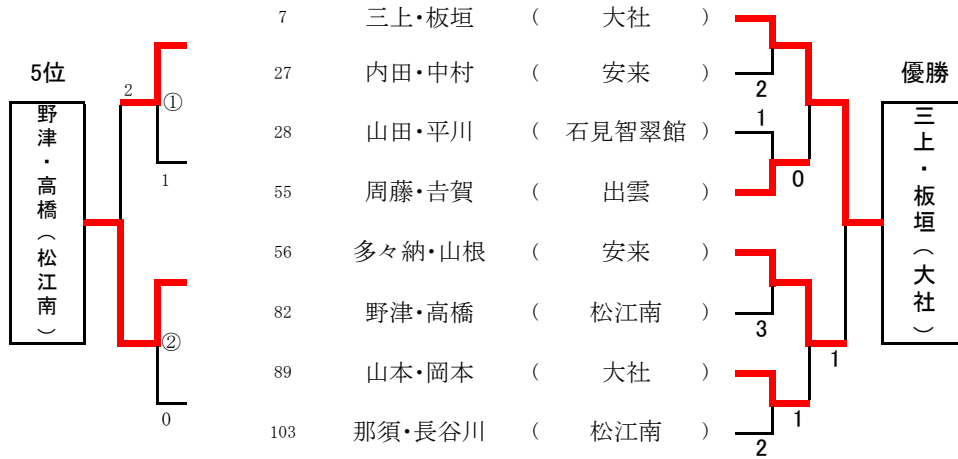 7 三上・板垣 ( 大社 )
27 内田・中村 ( 安来 )
28 山田・平川 ( 石見智翠館 )
55 周藤・吉賀 ( 出雲 )
56 多々納・山根 ( 安来 )
82 野津・高橋 ( 松江南 )
89 山本・岡本 ( 大社 )
103 那須・長谷川 ( 松江南 )
5位
野津・高橋(松江南)
2
①
1
②
0
2
1
0
3
1
1
2
優勝
三上・板垣(大社)